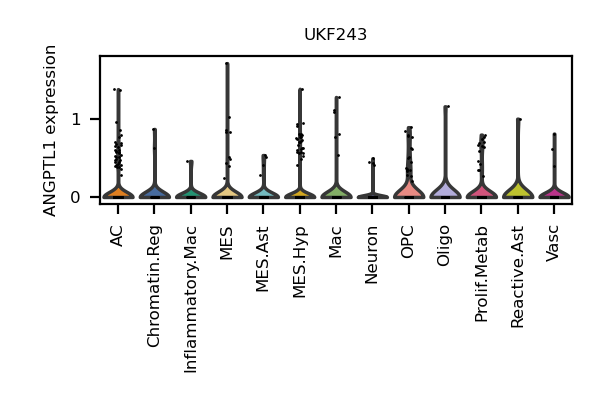 UKF243
ANGPTL1 expression
1
0
AC
Chromatin.Reg
Inflammatory.Mac
MES
MES.Ast
MES.Hyp
Mac
Neuron
OPC
Oligo
Prolif.Metab
Reactive.Ast
Vasc